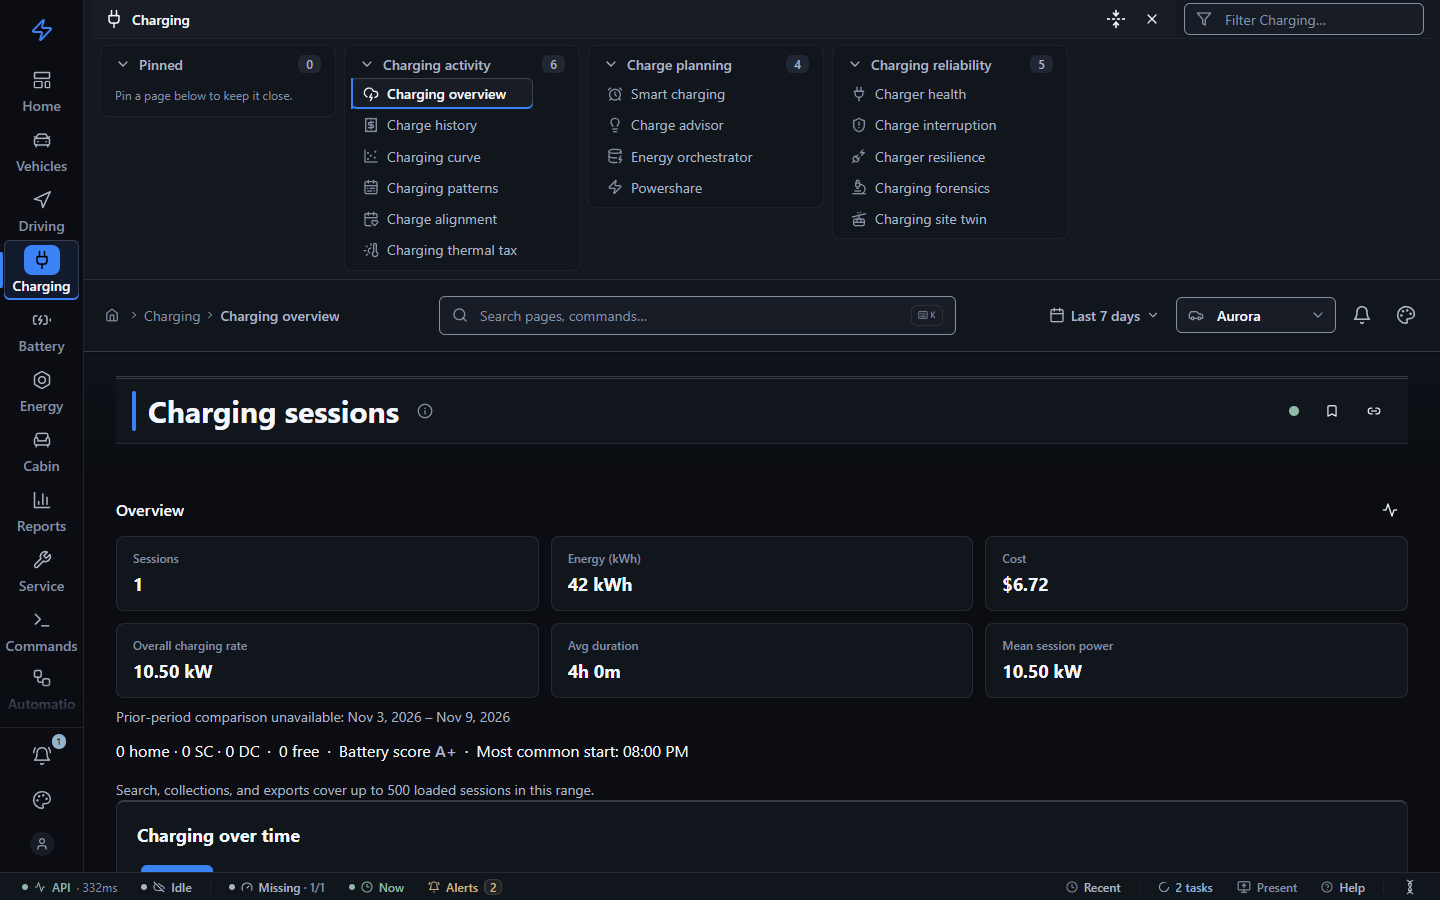 Charging
Filter Charging...
Pinned 0
Pin a page below to keep it close.
Charging activity 6
Charging overview
Charge history
Charging curve
Charging patterns
Charge alignment
Charging thermal tax
Charge planning 4
Smart charging
Charge advisor
Energy orchestrator
Powershare
Charging reliability 5
Charger health
Charge interruption
Charger resilience
Charging forensics
Charging site twin
Home
Vehicles
Driving
Charging
Battery
Energy
Cabin
Reports
Service
Commands
Automatio
1
Charging > Charging overview
Search pages, commands...
K
Last 7 days
Aurora
Charging sessions
Overview
Sessions
1
Energy (kWh)
42 kWh
Cost
$6.72
Overall charging rate
10.50 kW
Avg duration
4h 0m
Mean session power
10.50 kW
Prior-period comparison unavailable: Nov 3, 2026 – Nov 9, 2026
0 home · 0 SC · 0 DC · 0 free · Battery score A+ · Most common start: 08:00 PM
Search, collections, and exports cover up to 500 loaded sessions in this range.
Charging over time
API · 332ms
Idle
Missing · 1/1
Now
Alerts 2
Recent
2 tasks
Present
Help